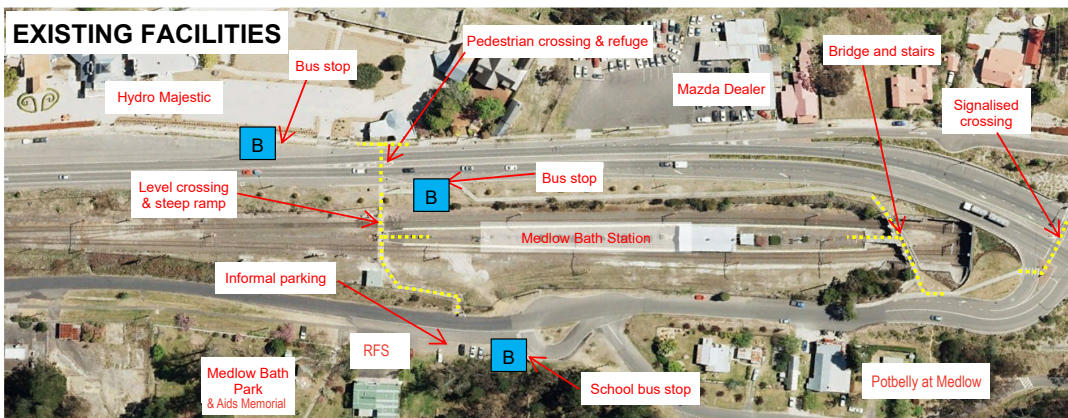 EXISTING FACILITIES
Pedestrian crossing & refuge
Bus stop
Bridge and stairs
Hydro Majestic
Mazda Dealer
Signalised
crossing
B
Level crossing
& steep ramp
B
Bus stop
Medlow Bath Station
Informal parking
RFS
B
Medlow Bath
Park
& Aids Memorial
School bus stop
Potbelly at Medlow